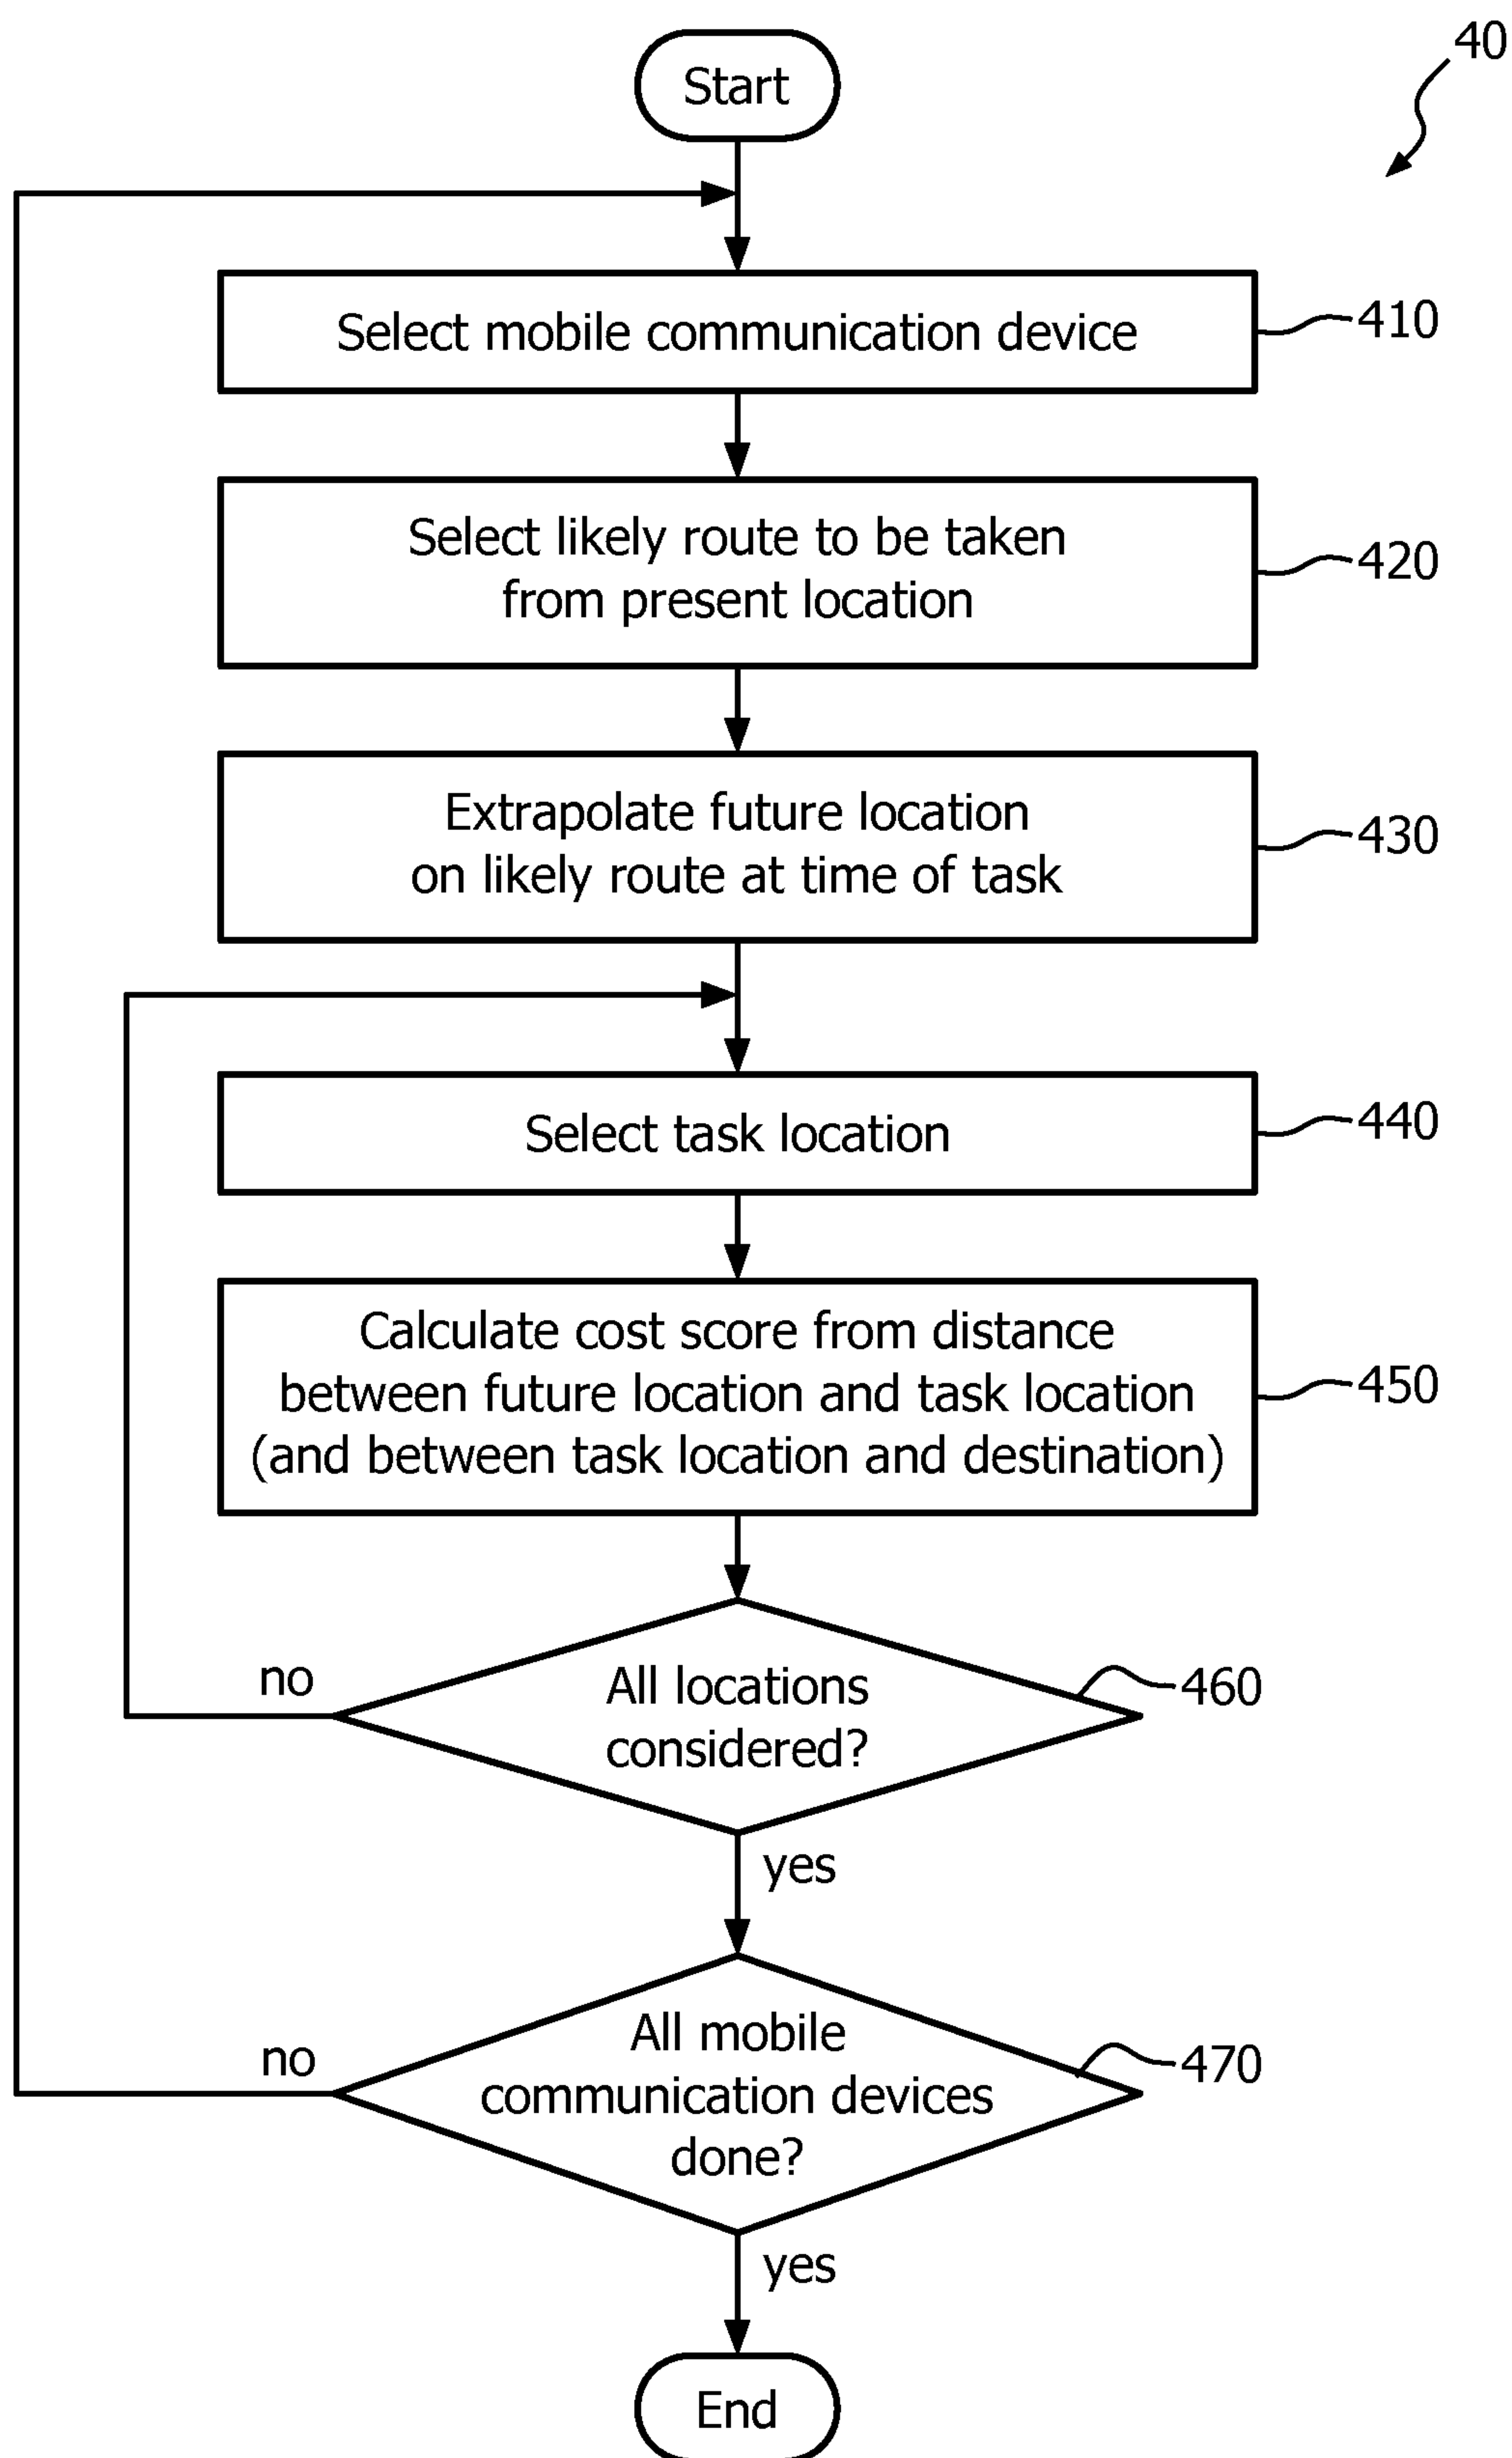 40
Start
Select mobile communication device
410
Select likely route to be taken
from present location
420
Extrapolate future location
on likely route at time of task
430
Select task location
440
Calculate cost score from distance
between future location and task location
(and between task location and destination)
450
no
All locations
considered?
460
yes
no
All mobile
communication devices
done?
470
yes
End